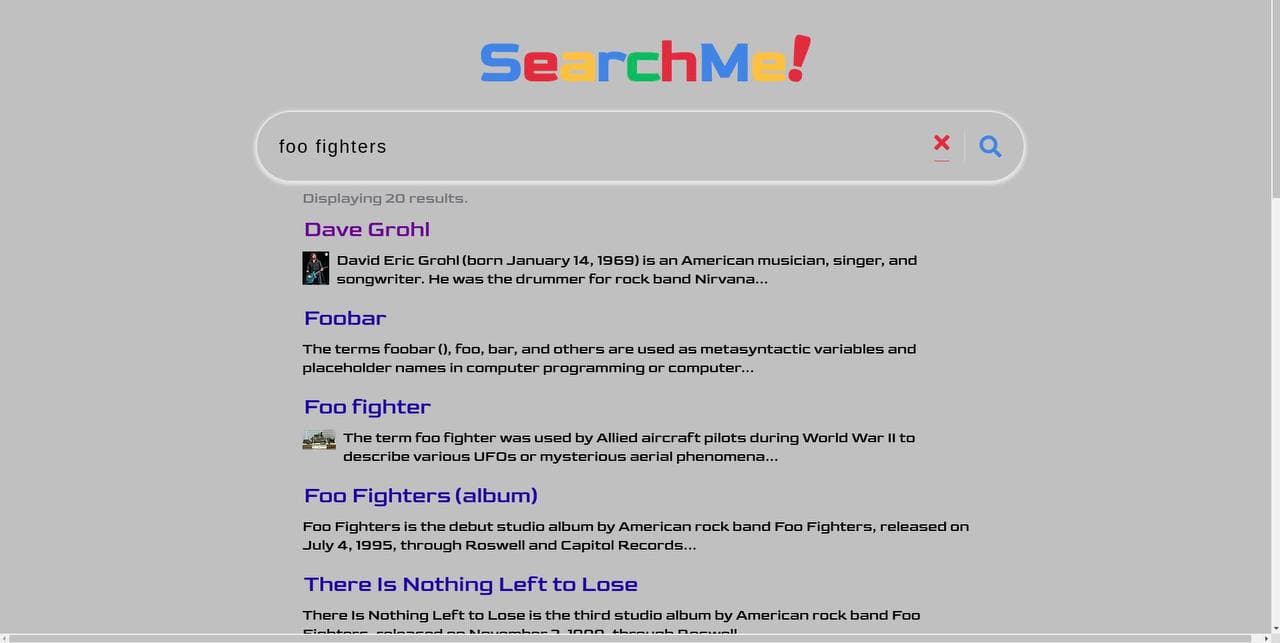 SearchMe!
foo fighters
Displaying 20 results.
Dave Grohl
David Eric Grohl (born January 14, 1969) is an American musician, singer, and
songwriter. He was the drummer for rock band Nirvana...
Foobar
The terms foobar (), foo, bar, and others are used as metasyntactic variables and
placeholder names in computer programming or computer...
Foo fighter
The term foo fighter was used by Allied aircraft pilots during World War II to
describe various UFOs or mysterious aerial phenomena...
Foo Fighters (album)
Foo Fighters is the debut studio album by American rock band Foo Fighters, released on
July 4, 1995, through Roswell and Capitol Records...
There Is Nothing Left to Lose
There Is Nothing Left to Lose is the third studio album by American rock band Foo
Fighters, released on November 2, 1999, through Roswell